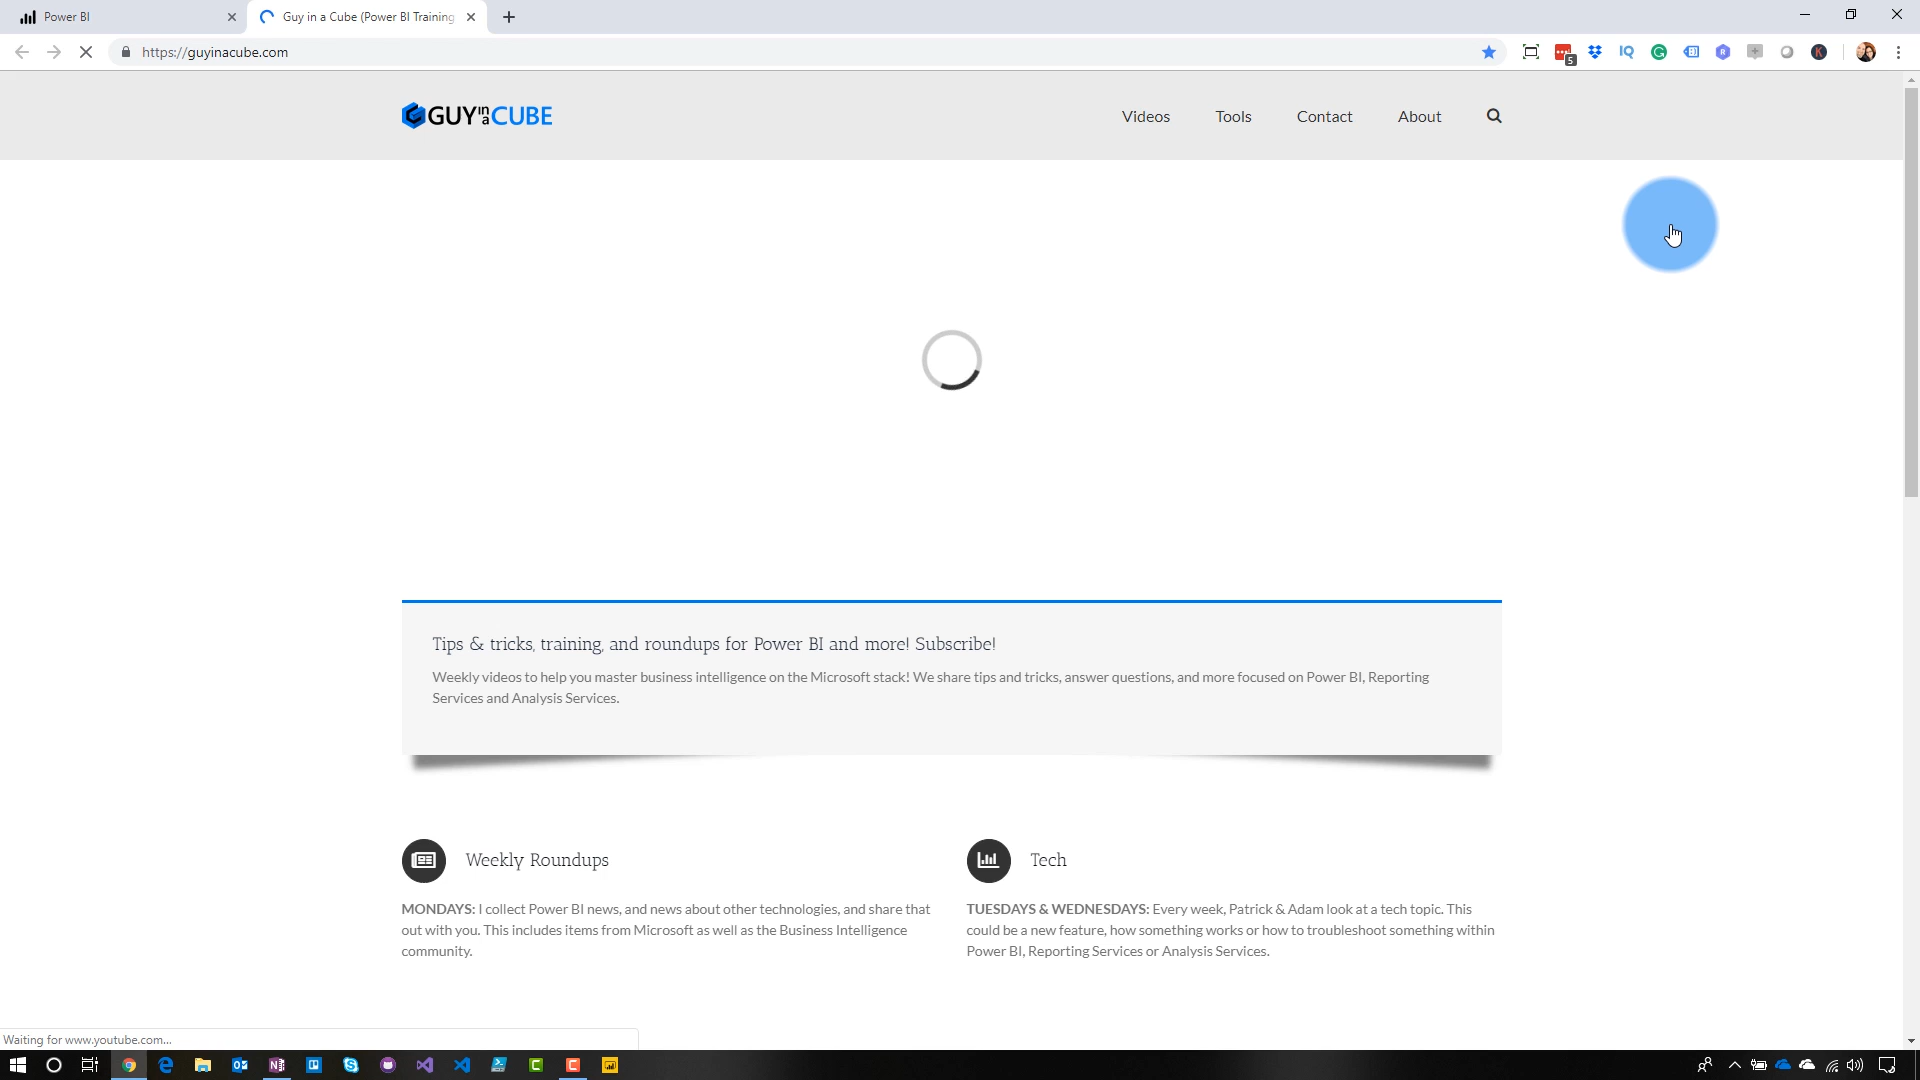 Power BI
Guy in a Cube (Power BI Training
https://guyinacube.com
5
GUY in a CUBE
Videos
Tools
Contact
About
Tips & tricks, training, and roundups for Power BI and more! Subscribe!
Weekly videos to help you master business intelligence on the Microsoft stack! We share tips and tricks, answer questions, and more focused on Power BI, Reporting
Services and Analysis Services.
Weekly Roundups
MONDAYS: I collect Power BI news, and news about other technologies, and share that
out with you. This includes items from Microsoft as well as the Business Intelligence
community.
Tech
TUESDAYS & WEDNESDAYS: Every week, Patrick & Adam look at a tech topic. This
could be a new feature, how something works or how to troubleshoot something within
Power BI, Reporting Services or Analysis Services.
Waiting for www.youtube.com...